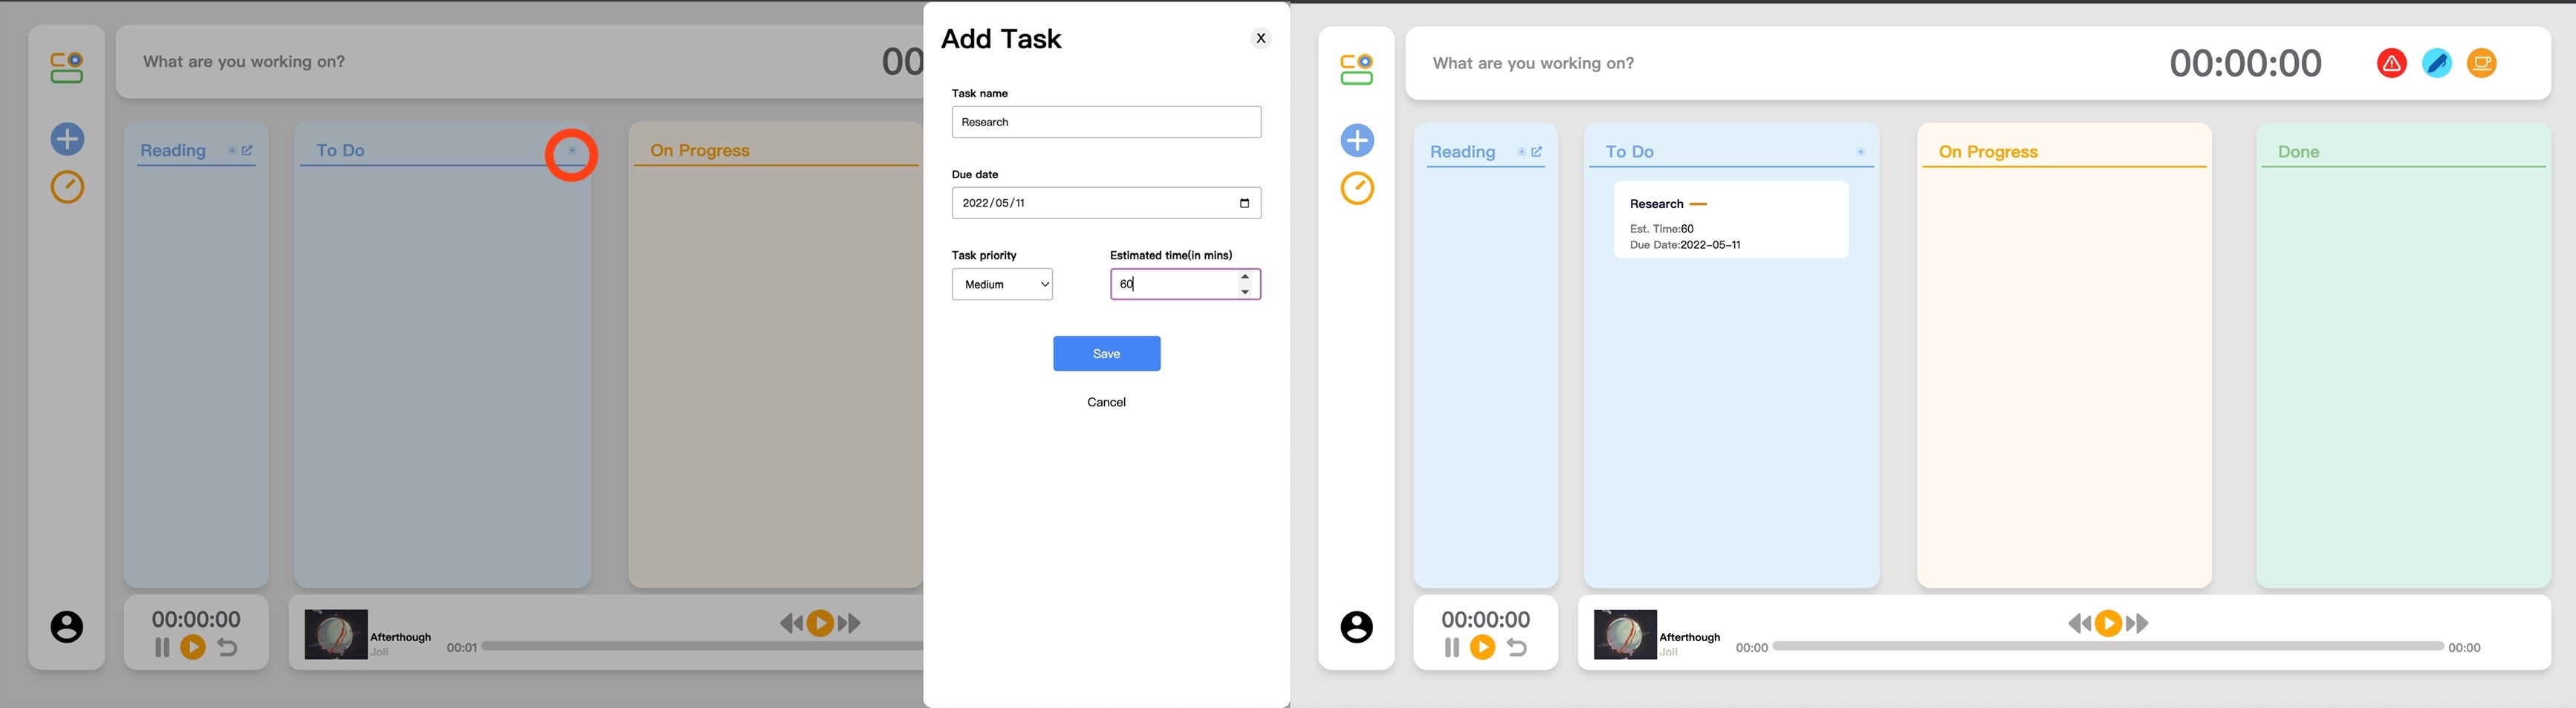 What are you working on?
00
Reading
To Do
On Progress
00:00:00
Afterthough
Joli
00:01
Add Task
X
Task name
Research
Due date
2022/05/11
Task priority
Estimated time(in mins)
Medium
60
Save
Cancel
What are you working on?
00:00:00
Reading
To Do
On Progress
Done
Research
Est. Time:60
Due Date:2022-05-11
00:00:00
Afterthough
Joli
00:00
00:00